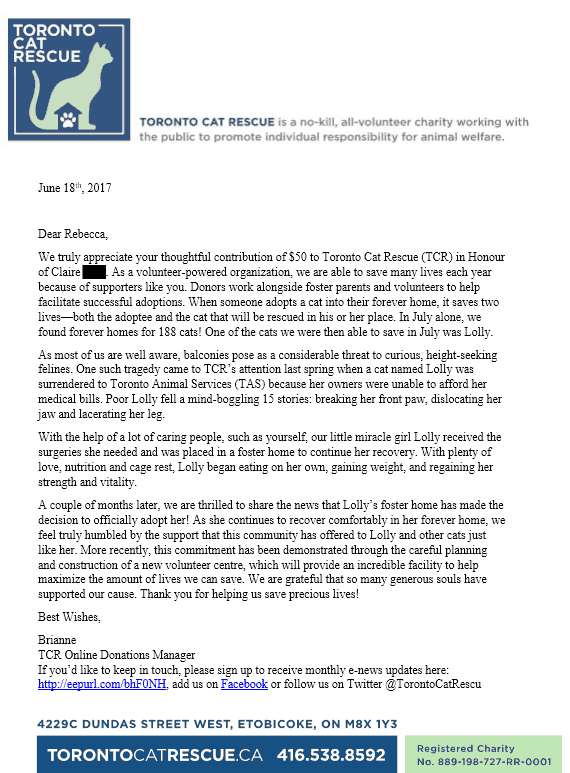 TORONTO
CAT
RESCUE
TORONTO CAT RESCUE is a no-kill, all-volunteer charity working with
the public to promote individual responsibility for animal welfare.
June 18th, 2017
Dear Rebecca,
We truly appreciate your thoughtful contribution of $50 to Toronto Cat Rescue (TCR) in Honour
of Claire . As a volunteer-powered organization, we are able to save many lives each year
because of supporters like you. Donors work alongside foster parents and volunteers to help
facilitate successful adoptions. When someone adopts a cat into their forever home, it saves two
lives—both the adoptee and the cat that will be rescued in his or her place. In July alone, we
found forever homes for 188 cats! One of the cats we were then able to save in July was Lolly.
As most of us are well aware, balconies pose as a considerable threat to curious, height-seeking
felines. One such tragedy came to TCR’s attention last spring when a cat named Lolly was
surrendered to Toronto Animal Services (TAS) because her owners were unable to afford her
medical bills. Poor Lolly fell a mind-boggling 15 stories: breaking her front paw, dislocating her
jaw and lacerating her leg.
With the help of a lot of caring people, such as yourself, our little miracle girl Lolly received the
surgeries she needed and was placed in a foster home to continue her recovery. With plenty of
love, nutrition and cage rest, Lolly began eating on her own, gaining weight, and regaining her
strength and vitality.
A couple of months later, we are thrilled to share the news that Lolly’s foster home has made the
decision to officially adopt her! As she continues to recover comfortably in her forever home, we
feel truly humbled by the support that this community has offered to Lolly and other cats just
like her. More recently, this commitment has been demonstrated through the careful planning
and construction of a new volunteer centre, which will provide an incredible facility to help
maximize the amount of lives we can save. We are grateful that so many generous souls have
supported our cause. Thank you for helping us save precious lives!
Best Wishes,
Brianne
TCR Online Donations Manager
If you’d like to keep in touch, please sign up to receive monthly e-news updates here:
http://eepurl.com/bhF0NH, add us on Facebook or follow us on Twitter @TorontoCatRescu
4229C DUNDAS STREET WEST, ETOBICOKE, ON M8X 1Y3
TORONTOCATRESCUE.CA 416.538.8592
Registered Charity
No. 889-198-727-RR-0001